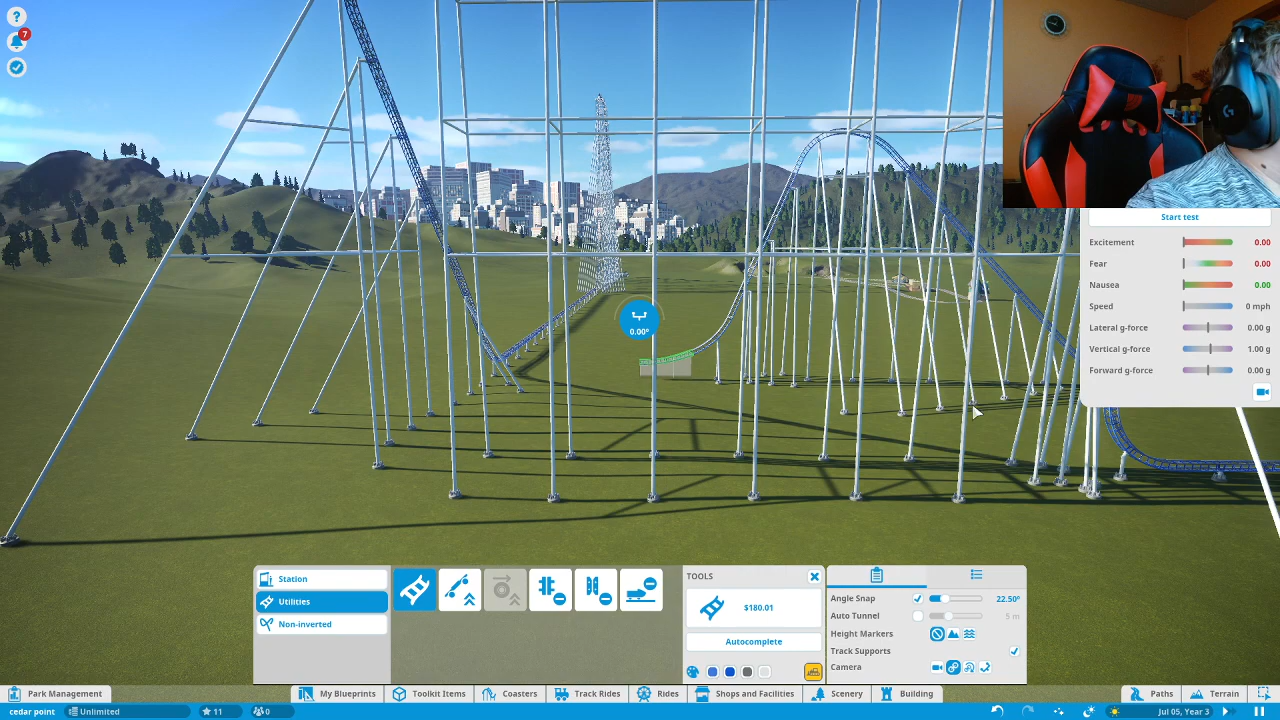 ?
7
0.00°
Start test
Excitement 0.00
Fear 0.00
Nausea 0.00
Speed 0 mph
Lateral g-force 0.00 g
Vertical g-force 1.00 g
Forward g-force 0.00 g
Station
Utilities
Non-inverted
TOOLS
$180.01
Autocomplete
Angle Snap 22.50°
Auto Tunnel 5 m
Height Markers
Track Supports
Camera
Park Management
My Blueprints
Toolkit Items
Coasters
Track Rides
Rides
Shops and Facilities
Scenery
Building
Paths
Terrain
cedar point
Unlimited
11
0
Jul 05, Year 3